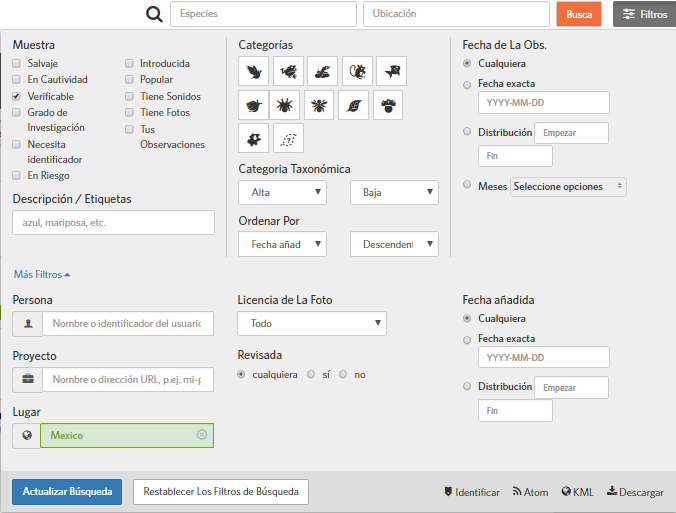 Especies
Ubicación
Busca
Filtros
Muestra
Salvaje
En Cautividad
Verificable
Grado de
Investigación
Necesita
identificador
En Riesgo
Introducida
Popular
Tiene Sonidos
Tiene Fotos
Tus
Observaciones
Descripción / Etiquetas
azul, mariposa, etc.
Categorías
Categoria Taxonómica
Alta
Baja
Ordenar Por
Fecha añad
Descendent
Fecha de La Obs.
Cualquiera
Fecha exacta
YYYY-MM-DD
Distribución
Empezar
Fin
Meses
Seleccione opciones
Más Filtros
Persona
Nombre o identificador del usuario
Proyecto
Nombre o dirección URL, p.ej. mi-p
Lugar
Mexico
Licencia de La Foto
Todo
Revisada
cualquiera
sí
no
Fecha añadida
Cualquiera
Fecha exacta
YYYY-MM-DD
Distribución
Empezar
Fin
Actualizar Búsqueda
Restablecer Los Filtros de Búsqueda
Identificar
Atom
KML
Descargar